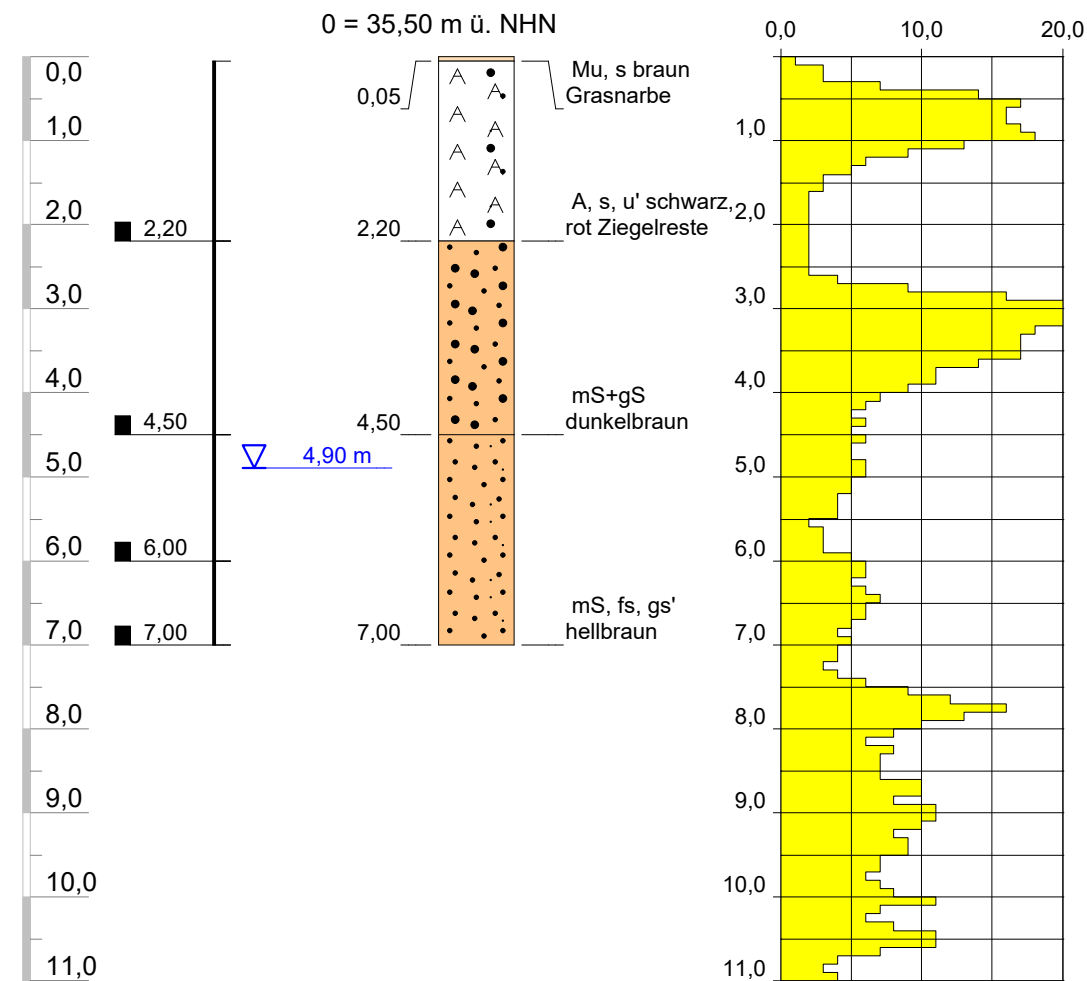 0 = 35,50 m ü. NHN
0,0 10,0 20,0
0,0
1,0
2,0
3,0
4,0
5,0
6,0
7,0
8,0
9,0
10,0
11,0
2,20
4,50
6,00
7,00
4,90 m
0,05
2,20
4,50
7,00
Mu, s braun
Grasnarbe
A, s, u' schwarz,
rot Ziegelreste
mS+gS
dunkelbraun
mS, fs, gs'
hellbraun
1,0
2,0
3,0
4,0
5,0
6,0
7,0
8,0
9,0
10,0
11,0